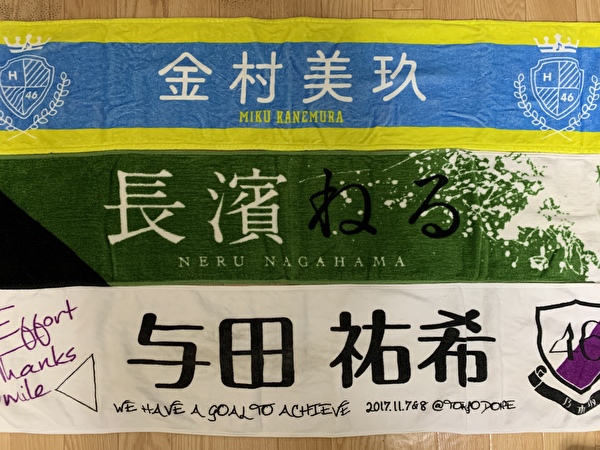 H
46
金村美玖
MIKU KANEMURA
H
46
長濱ねる
NERU NAGAHAMA
Effort
Thanks
mile
与田 祐希
WE HAVE A GOAL TO ACHIEVE 2017.11.7&8 @TOKYO DOME
46